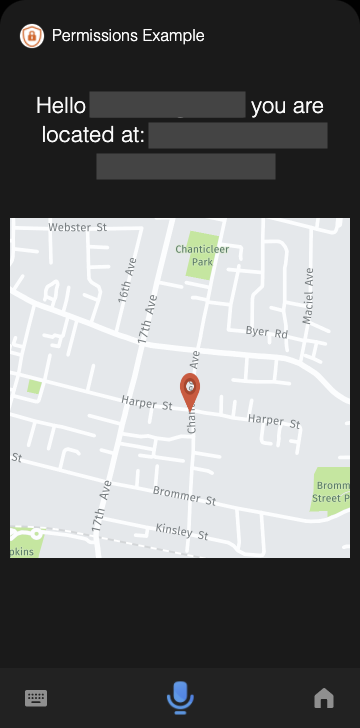 Permissions Example
Hello you are
located at:
Webster St
Chanticleer
Park
16th Ave
17th Ave
Maciel Ave
Byer Rd
Ave
Harper St
Chan
Harper St
St
Brommer St
17th Ave
Bromm
Street P
Kinsley St
pkins